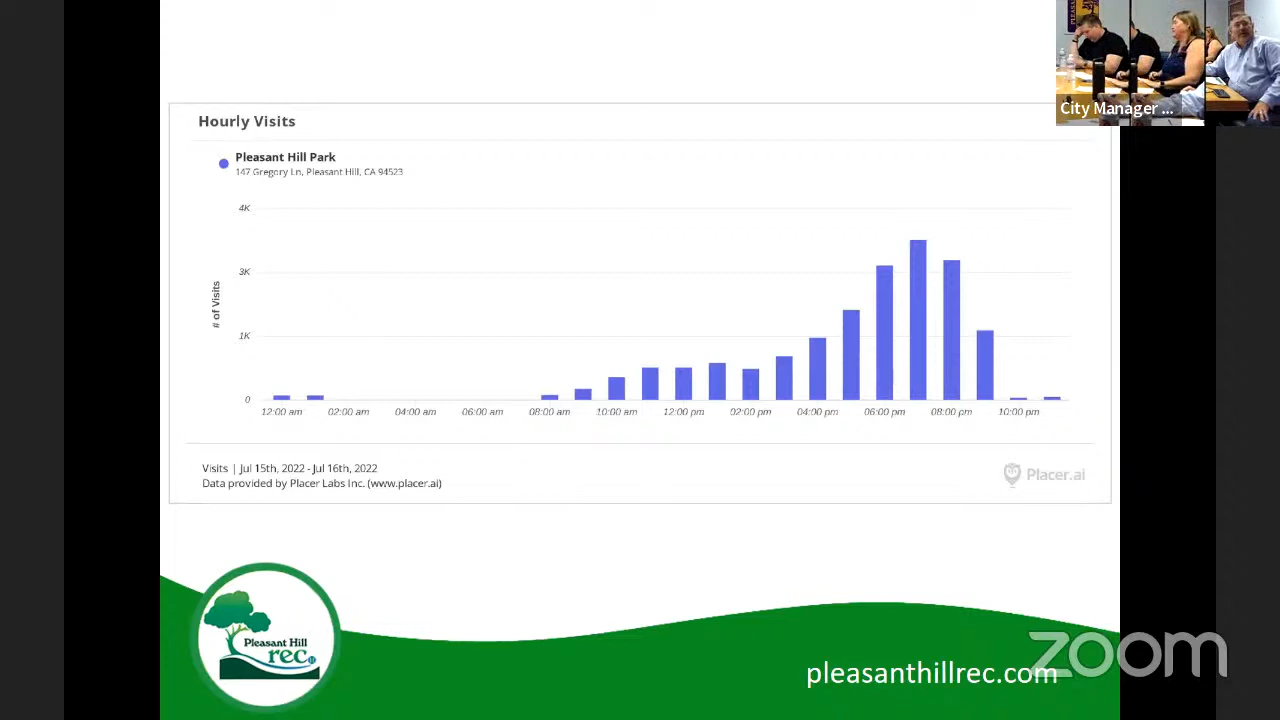 PLEASANT
City Manager ...
Hourly Visits
Pleasant Hill Park
147 Gregory Ln, Pleasant Hill, CA 94523
4K
3K
1K
0
# of Visits
12:00 am 02:00 am 04:00 am 06:00 am 08:00 am 10:00 am 12:00 pm 02:00 pm 04:00 pm 06:00 pm 08:00 pm 10:00 pm
Visits | Jul 15th, 2022 - Jul 16th, 2022
Data provided by Placer Labs Inc. (www.placer.ai)
Placer.ai
Pleasant Hill
rec
pleasanthillrec.com
zoom